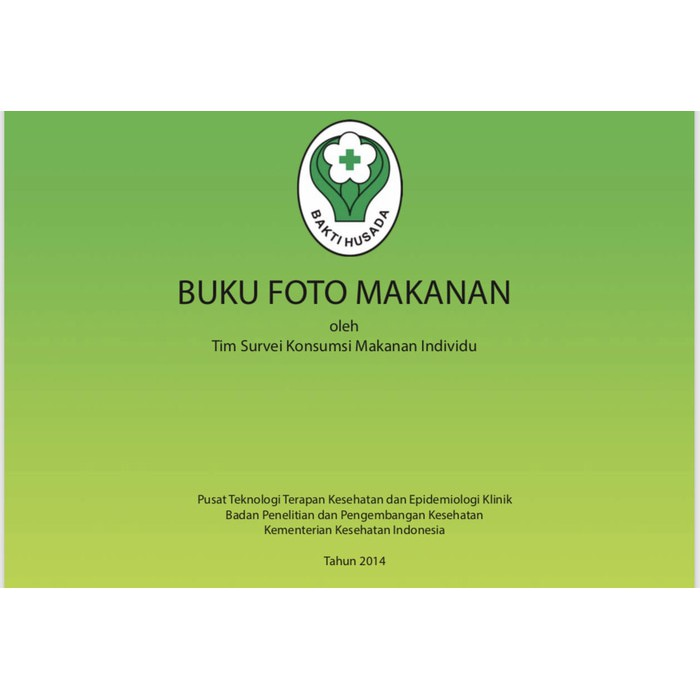 BAKTI HUSADA
BUKU FOTO MAKANAN
oleh
Tim Survei Konsumsi Makanan Individu
Pusat Teknologi Terapan Kesehatan dan Epidemiologi Klinik
Badan Penelitian dan Pengembangan Kesehatan
Kementerian Kesehatan Indonesia
Tahun 2014